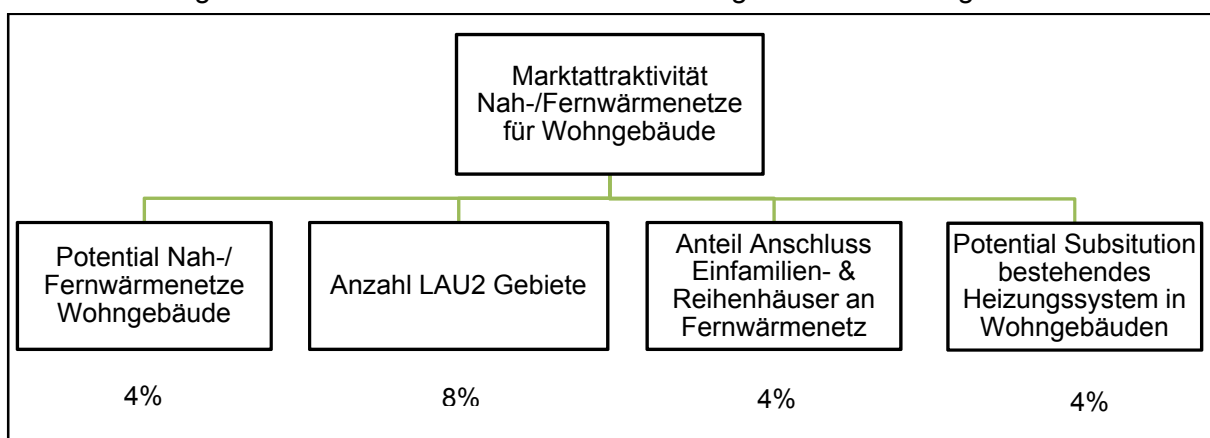 Marktattraktivität
Nah-/Fernwärmenetze
für Wohngebäude
Potential Nah-/
Fernwärmenetze
Wohngebäude
Anzahl LAU2 Gebiete
Anteil Anschluss
Einfamilien- &
Reihenhäuser an
Fernwärmenetz
Potential Subsitution
bestehendes
Heizungssystem in
Wohngebäuden
4%
8%
4%
4%